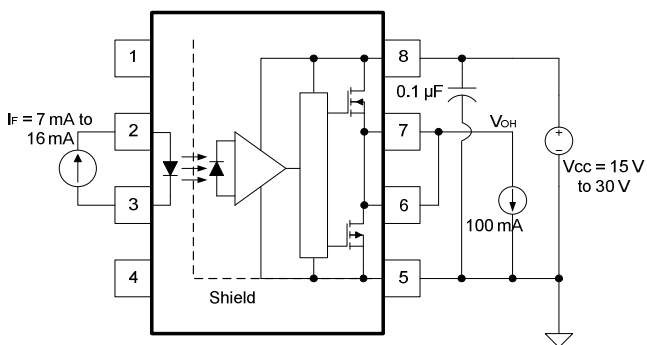 1
2
3
4
8
7
6
5
IF = 7 mA to
16 mA
Shield
0.1 µF
VOH
100 mA
+
−
Vcc = 15 V
to 30 V